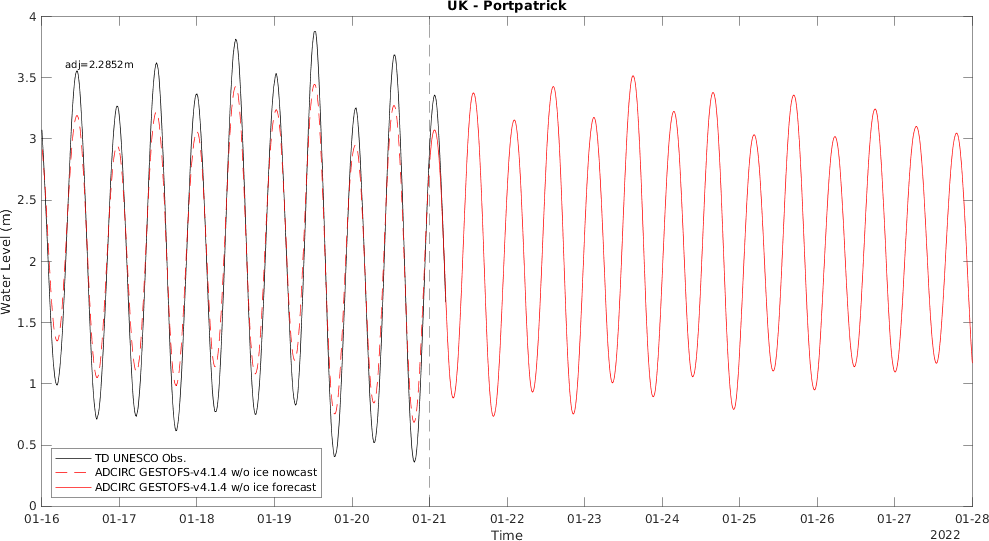 UK - Portpatrick
4
3.5
3
2.5
2
1.5
1
0.5
0
Water Level (m)
adj=2.2852m
TD UNESCO Obs.
ADCIRC GESTOFS-v4.1.4 w/o ice nowcast
ADCIRC GESTOFS-v4.1.4 w/o ice forecast
01-16 01-17 01-18 01-19 01-20 01-21 01-22 01-23 01-24 01-25 01-26 01-27 01-28
Time
2022